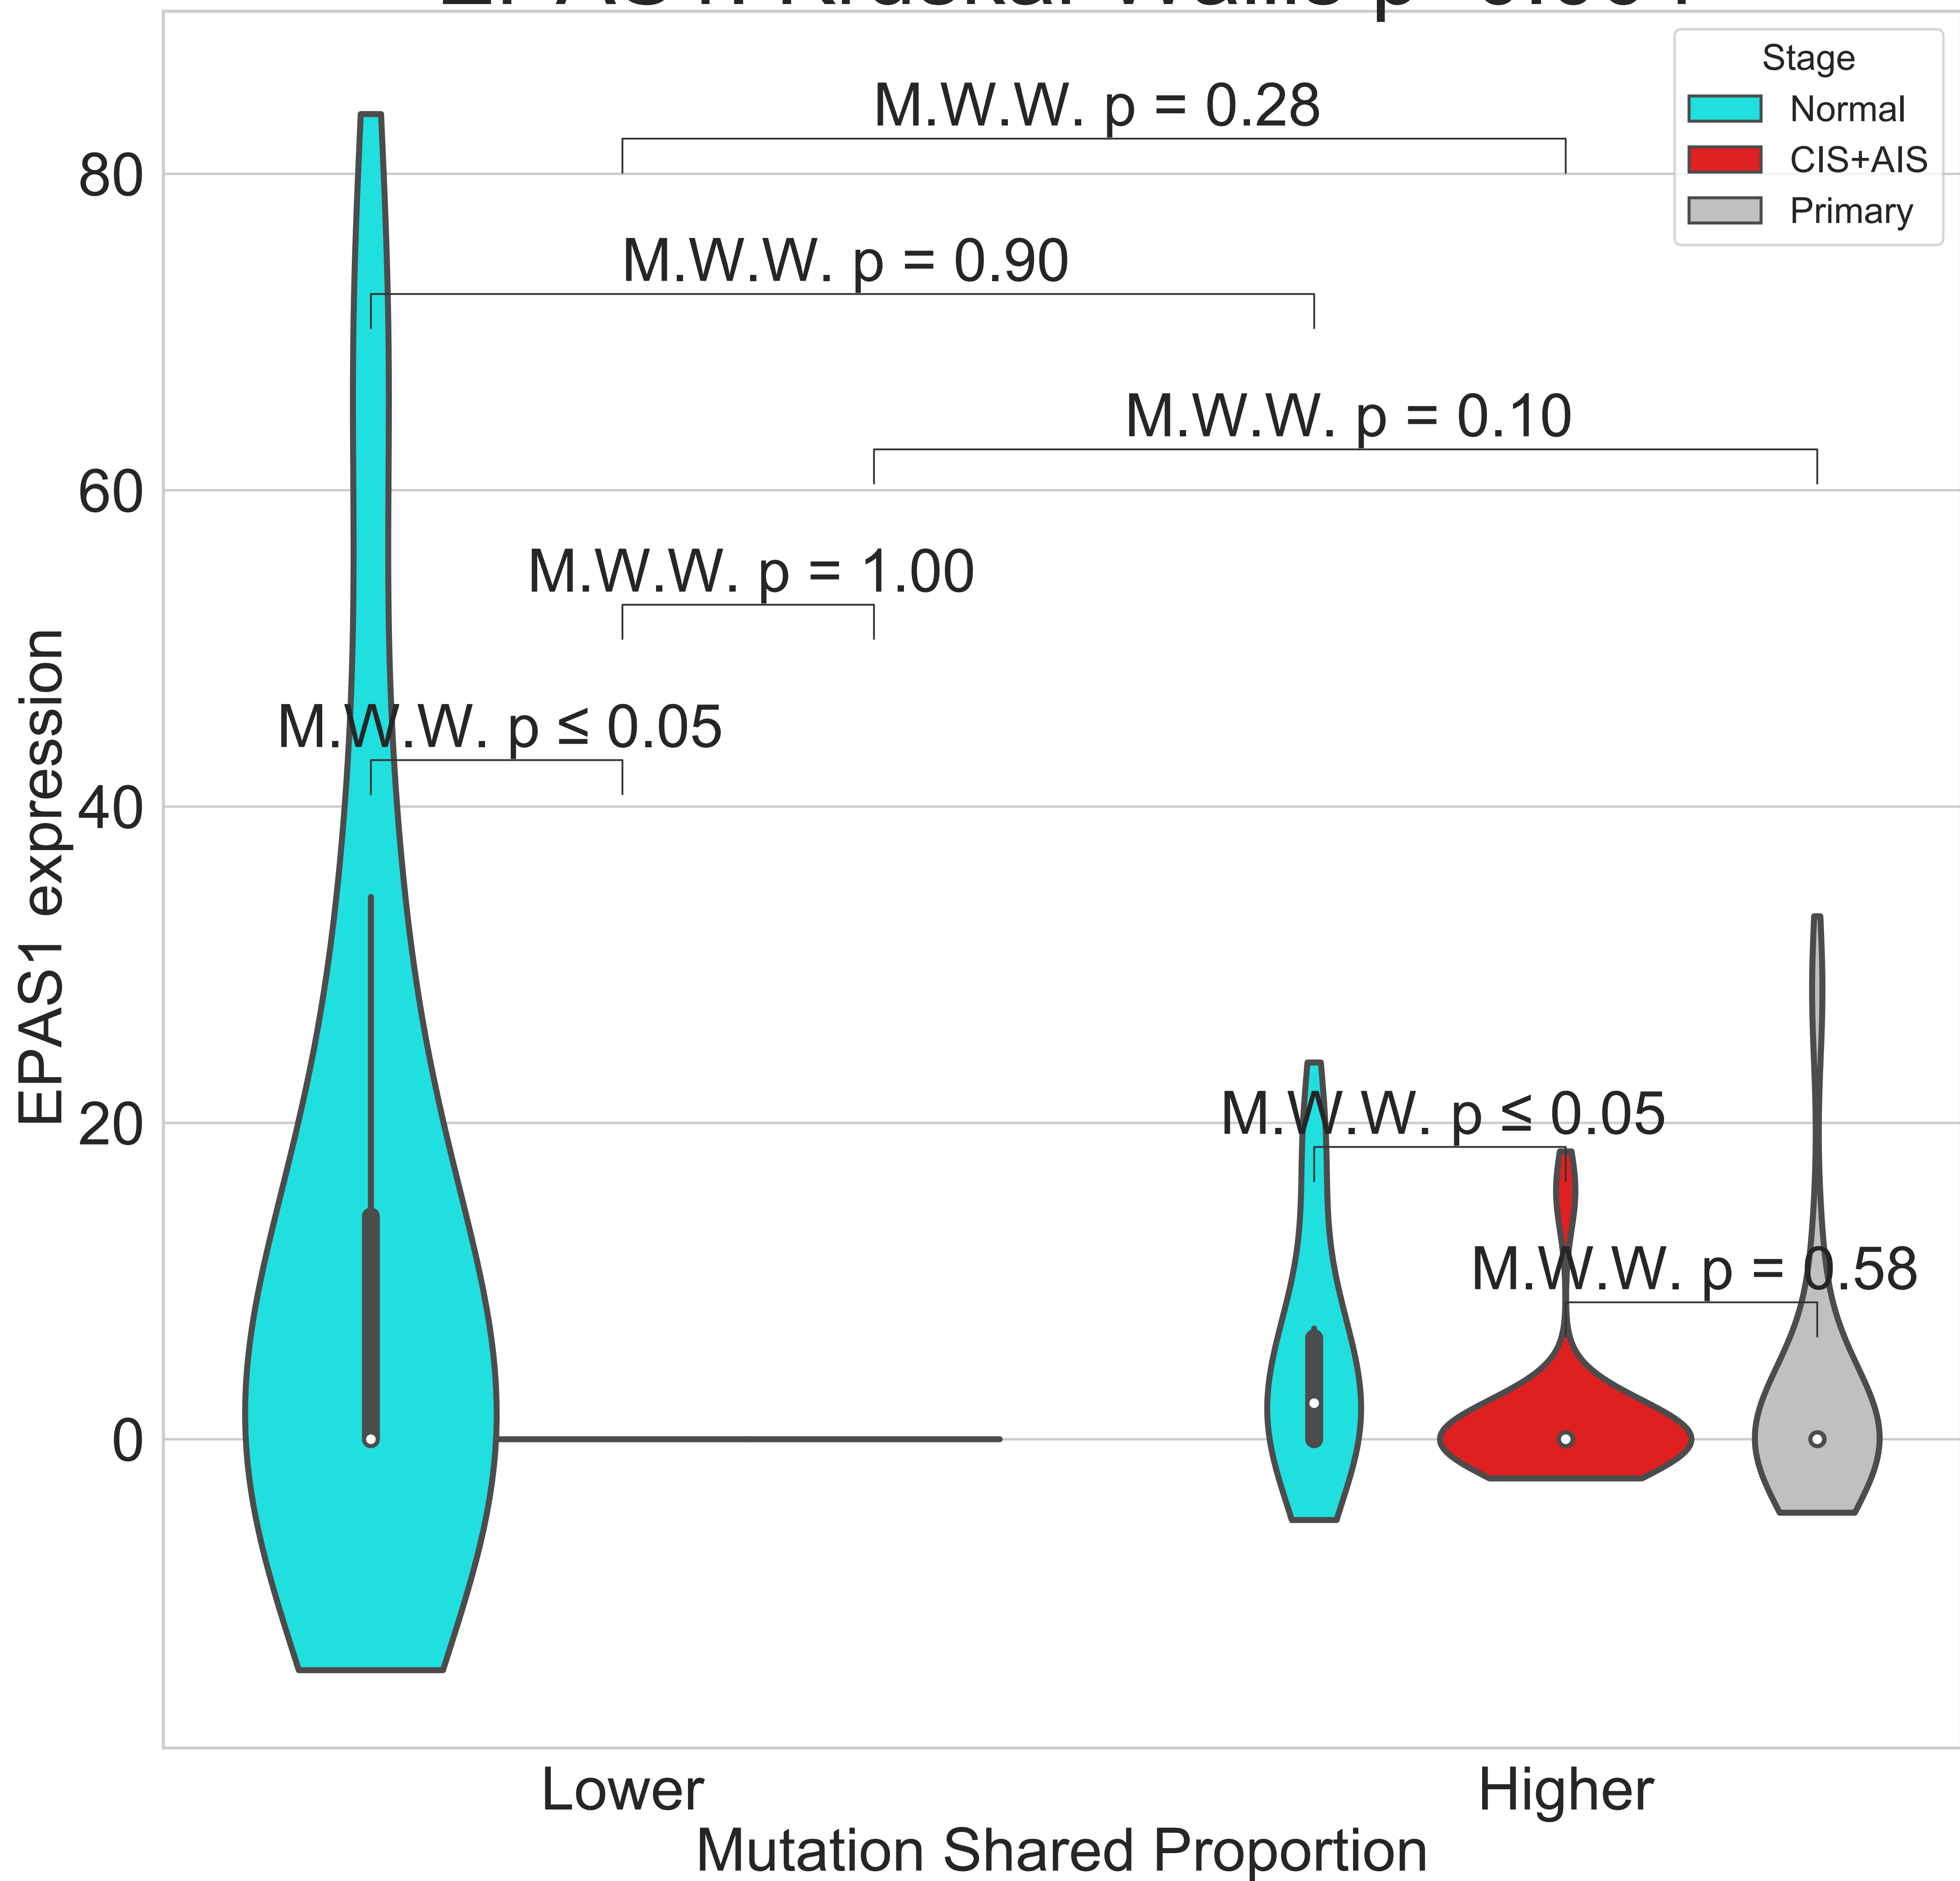 Stage
Normal
CIS+AIS
Primary
M.W.W. p = 0.28
M.W.W. p = 0.90
M.W.W. p = 0.10
M.W.W. p = 1.00
M.W.W. p ≤ 0.05
M.W.W. p ≤ 0.05
M.W.W. p = 0.58
80
60
40
20
0
EPAS1 expression
Lower
Higher
Mutation Shared Proportion